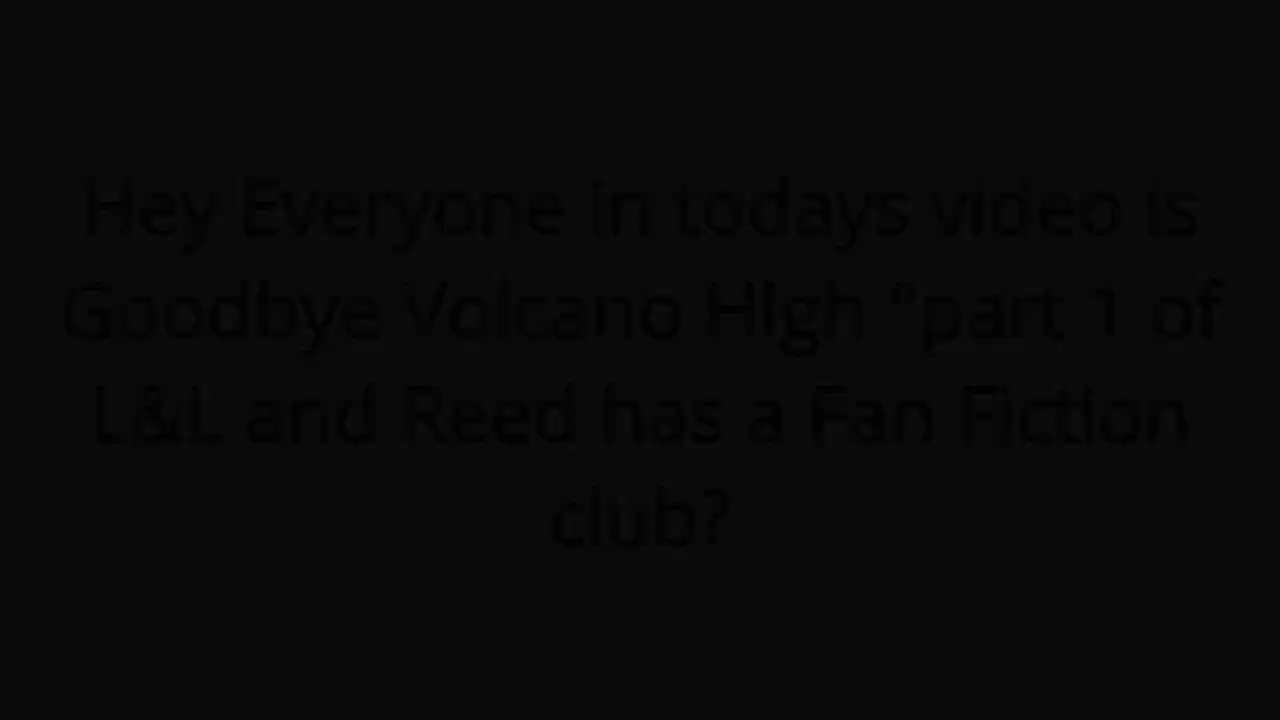 Hey Everyone in todays video is
Goodbye Volcano HIgh "part 1 of
L&L and Reed has a Fan Fiction
club?